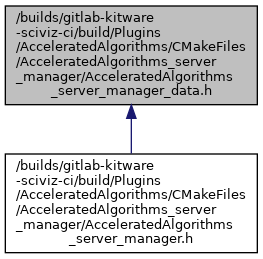 /builds/gitlab-kitware
-sciviz-ci/build/Plugins
/AcceleratedAlgorithms/CMakeFiles
/AcceleratedAlgorithms_server
_manager/AcceleratedAlgorithms
_server_manager_data.h
/builds/gitlab-kitware
-sciviz-ci/build/Plugins
/AcceleratedAlgorithms/CMakeFiles
/AcceleratedAlgorithms_server
_manager/AcceleratedAlgorithms
_server_manager.h